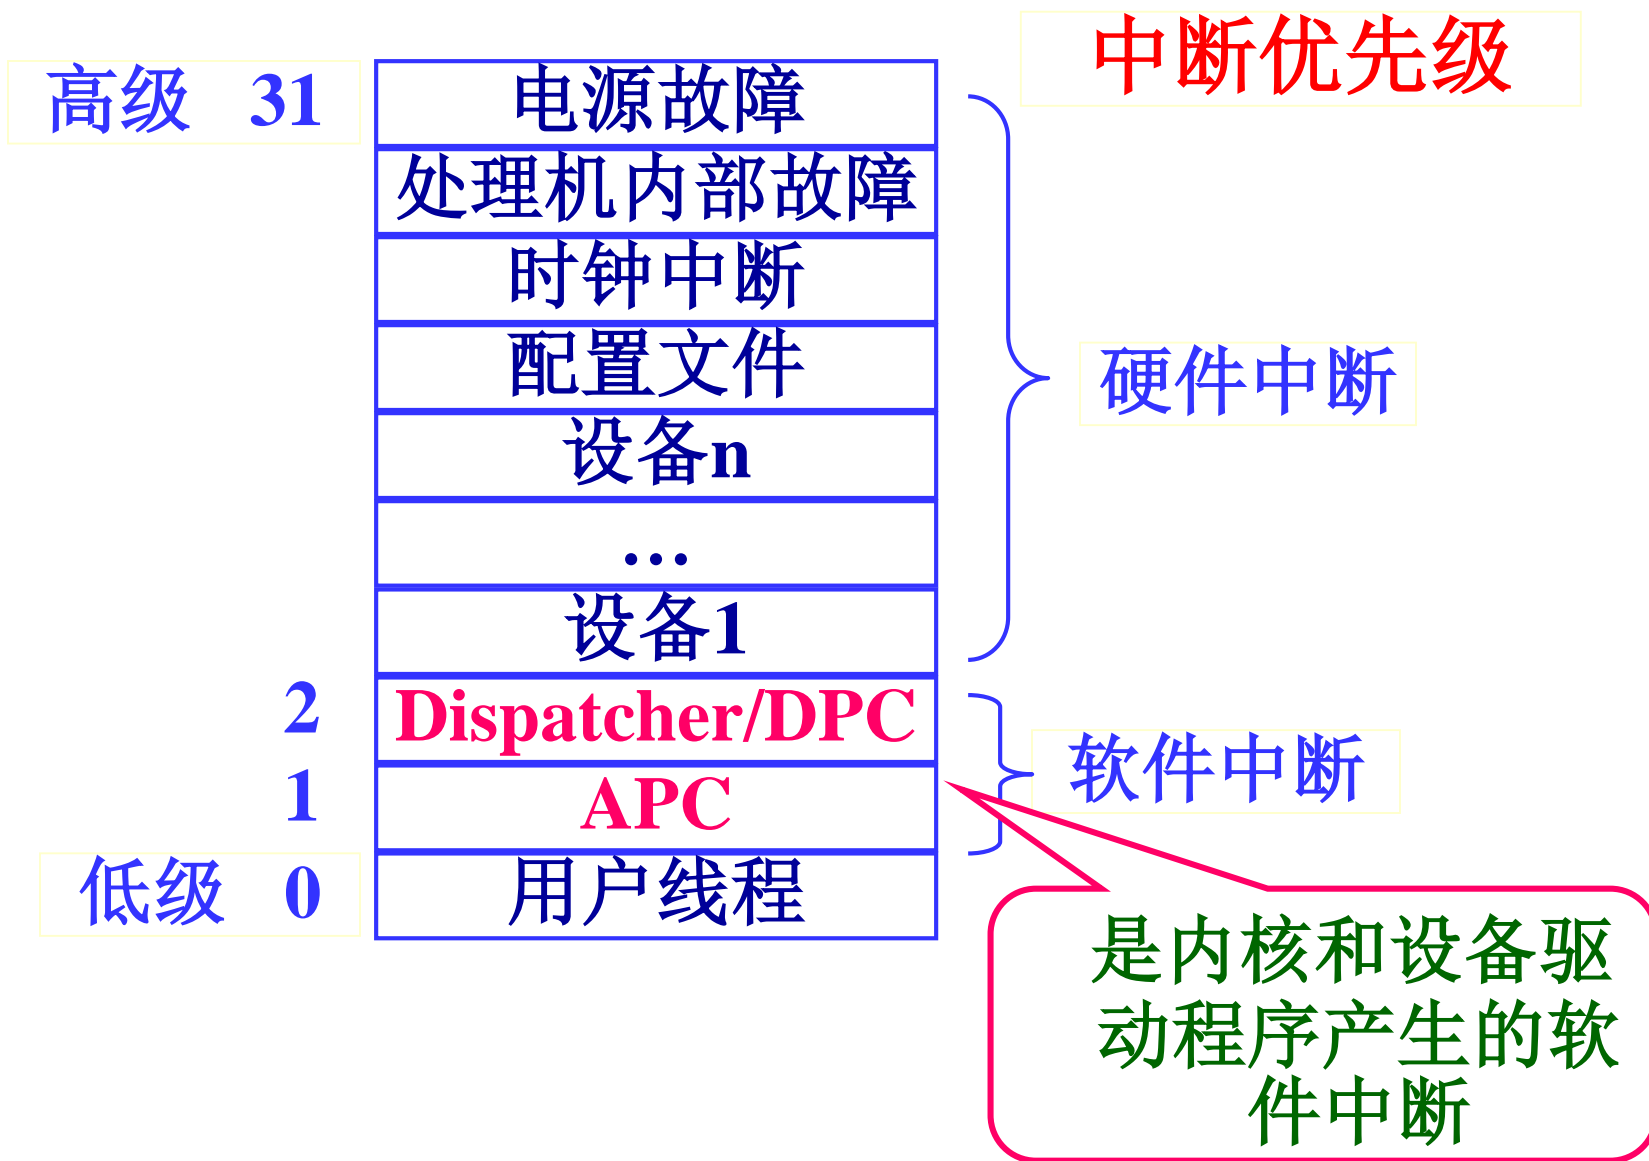 中断优先级
高级 31 电源故障
处理机内部故障
时钟中断
配置文件
硬件中断
设备n
…
设备1
2 Dispatcher/DPC
软件中断
1 APC
低级 0 用户线程
是内核和设备驱
动程序产生的软
件中断